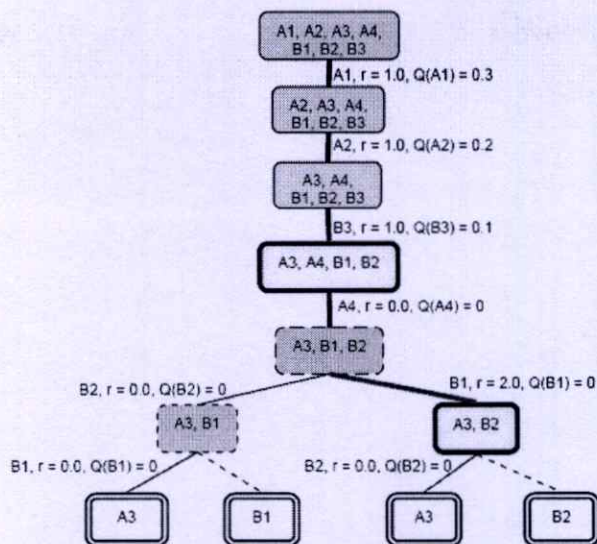 A1, A2, A3, A4,
B1, B2, B3
A1, r = 1.0, Q(A1) = 0.3
A2, A3, A4,
B1, B2, B3
A2, r = 1.0, Q(A2) = 0.2
A3, A4,
B1, B2, B3
B3, r = 1.0, Q(B3) = 0.1
A3, A4, B1, B2
A4, r = 0.0, Q(A4) = 0
A3, B1, B2
B2, r = 0.0, Q(B2) = 0
B1, r = 2.0, Q(B1) = 0
A3, B1
A3, B2
B1, r = 0.0, Q(B1) = 0
B2, r = 0.0, Q(B2) = 0
A3
B1
A3
B2